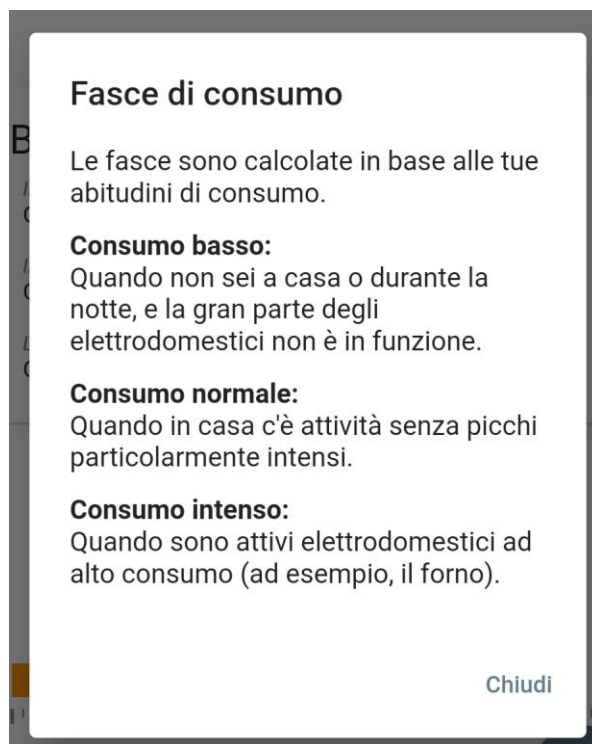 Fasce di consumo
Le fasce sono calcolate in base alle tue
abitudini di consumo.
Consumo basso:
Quando non sei a casa o durante la
notte, e la gran parte degli
elettrodomestici non è in funzione.
Consumo normale:
Quando in casa c'è attività senza picchi
particolarmente intensi.
Consumo intenso:
Quando sono attivi elettrodomestici ad
alto consumo (ad esempio, il forno).
Chiudi